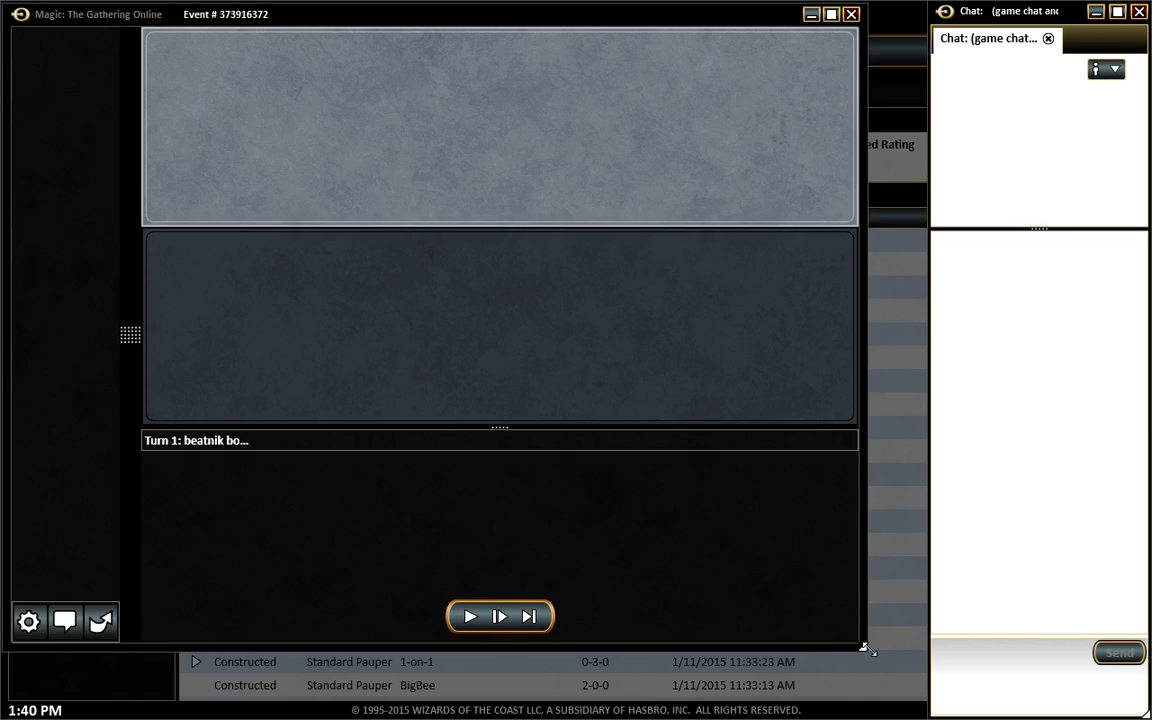 Magic: The Gathering Online Event # 373916372
Chat: (game chat and
Chat: (game chat...
ed Rating
Turn 1: beatnik bo...
Send
Constructed Standard Pauper 1-on-1 0-3-0 1/11/2015 11:33:23 AM
Constructed Standard Pauper BigBee 2-0-0 1/11/2015 11:33:13 AM
1:40 PM
© 1995-2015 WIZARDS OF THE COAST LLC, A SUBSIDIARY OF HASBRO, INC. ALL RIGHTS RESERVED.